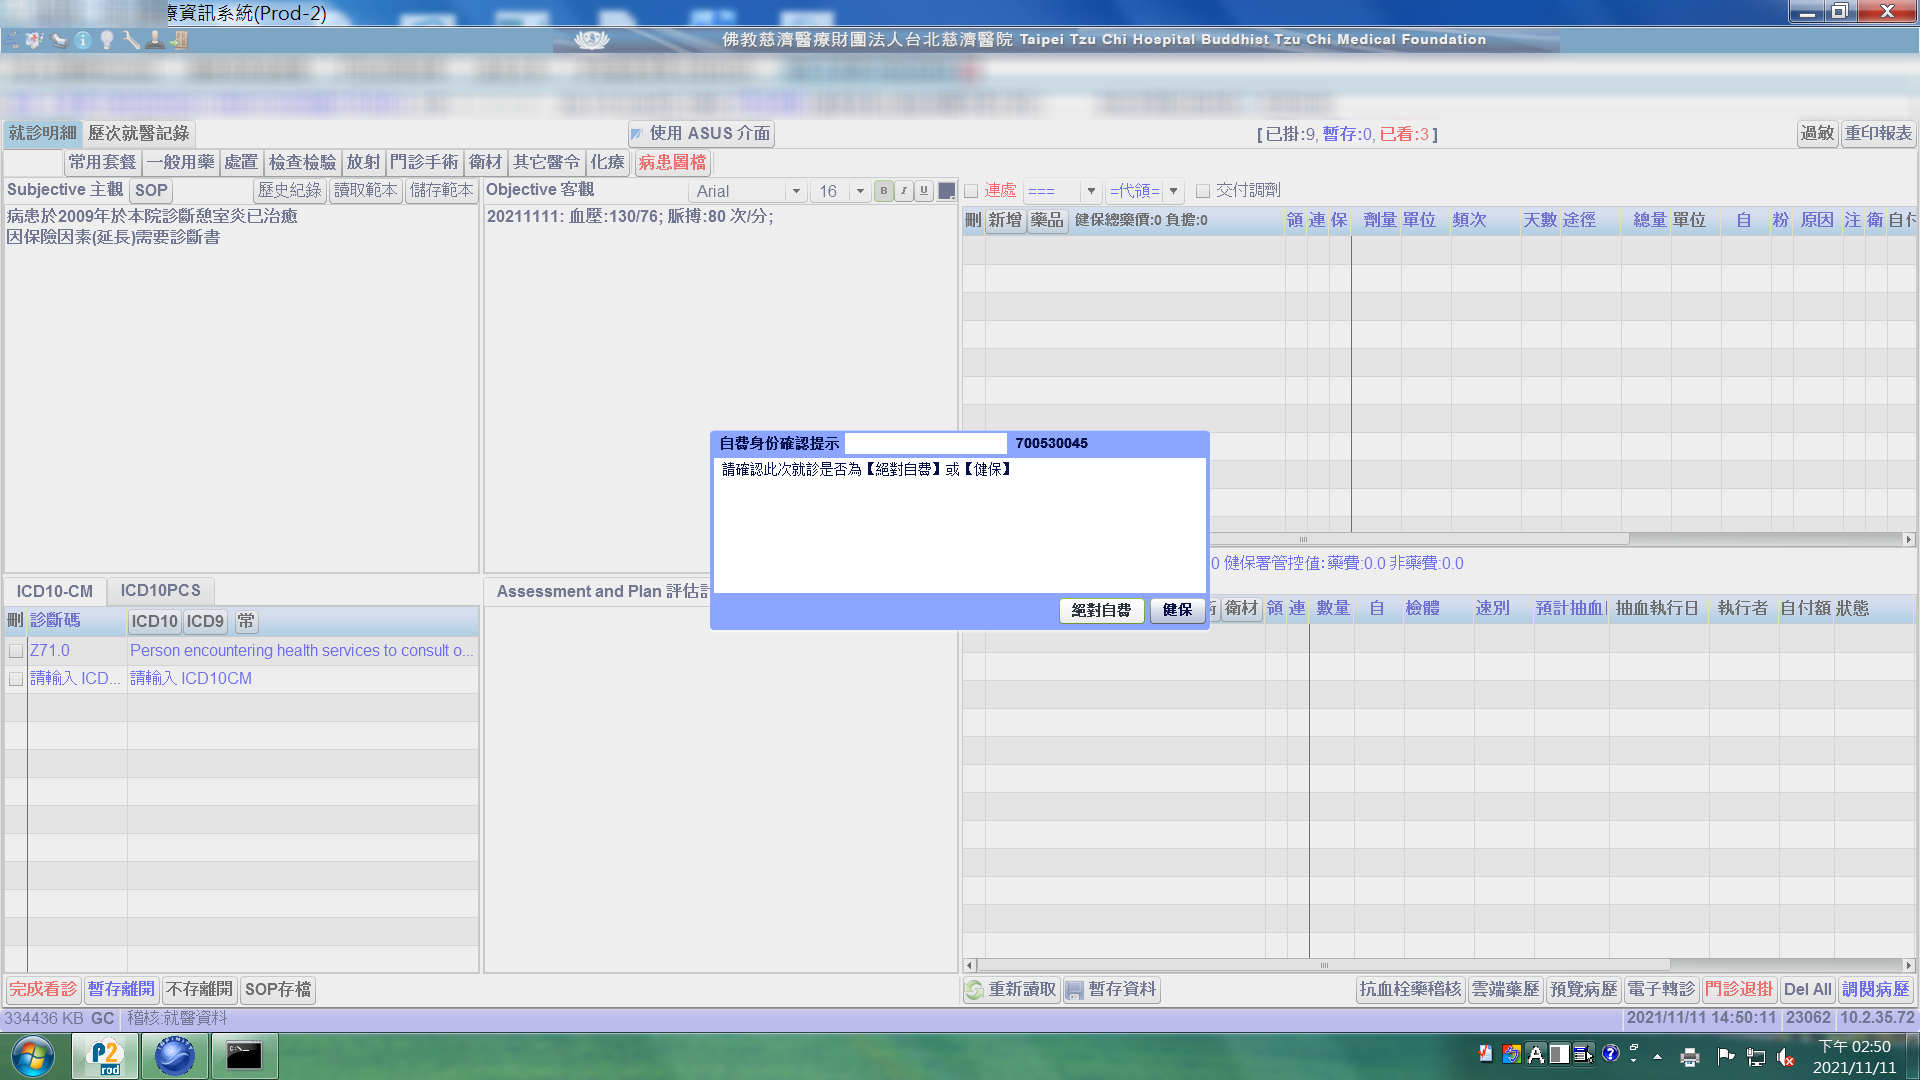 療資訊系統(Prod-2)
佛教慈濟醫療財團法人台北慈濟醫院 Taipei Tzu Chi Hospital Buddhist Tzu Chi Medical Foundation
就診明細 歷次就醫記錄 使用 ASUS 介面 [已掛:9, 暫存:0, 已看:3] 過敏 重印報表
常用套餐 一般用藥 處置 檢查檢驗 放射 門診手術 衛材 其它醫令 化療 病患圖檔
Subjective 主觀 SOP 歷史紀錄 讀取範本 儲存範本 Objective 客觀 Arial 16 B I U 連處 === =代領= 交付調劑
病患於2009年於本院診斷憩室炎已治癒
因保險因素(延長)需要診斷書
20211111: 血壓:130/76; 脈搏:80 次/分;
刪 新增 藥品 健保總藥價:0 負擔:0 領 連 保 劑量 單位 頻次 天數 途徑 總量 單位 自 粉 原因 注 衛 自付
自費身份確認提示 700530045
請確認此次就診是否為【絕對自費】或【健保】
絕對自費 健保
0 健保署管控值: 藥費:0.0 非藥費:0.0
ICD10-CM ICD10PCS
Assessment and Plan 評估
刪 診斷碼 ICD10 ICD9 常
衛材 領 連 數量 自 檢體 速別 預計抽血 抽血執行日 執行者 自付額 狀態
Z71.0 Person encountering health services to consult o...
請輸入 ICD... 請輸入 ICD10CM
完成看診 暫存離開 不存離開 SOP存檔 重新讀取 暫存資料 抗血栓藥稽核 雲端藥歷 預覽病歷 電子轉診 門診退掛 Del All 調閱病歷
334436 KB GC 稽核:就醫資料 2021/11/11 14:50:11 23062 10.2.35.72
P2
rod
C:\_
A
下午 02:50
2021/11/11